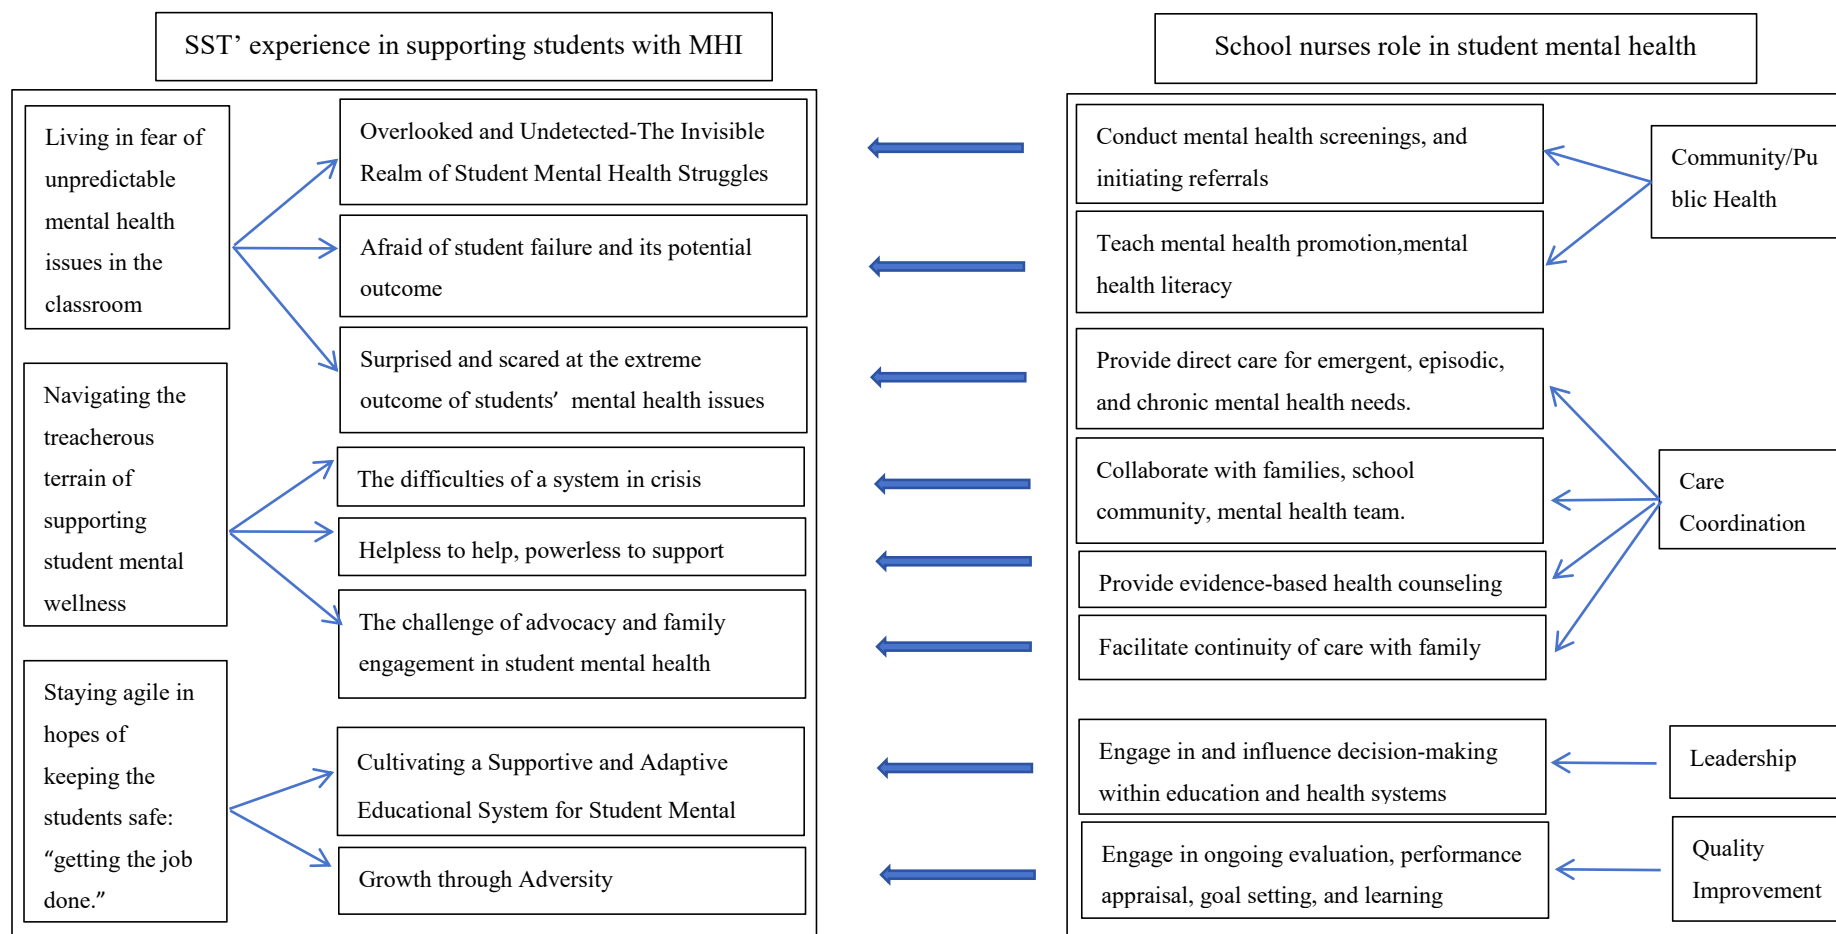 SST’ experience in supporting students with MHI
School nurses role in student mental health
Living in fear of
unpredictable
mental health
issues in the
classroom
Overlooked and Undetected-The Invisible
Realm of Student Mental Health Struggles
Afraid of student failure and its potential
outcome
Surprised and scared at the extreme
outcome of students’ mental health issues
Navigating the
treacherous
terrain of
supporting
student mental
wellness
The difficulties of a system in crisis
Helpless to help, powerless to support
The challenge of advocacy and family
engagement in student mental health
Staying agile in
hopes of
keeping the
students safe:
“getting the job
done.”
Cultivating a Supportive and Adaptive
Educational System for Student Mental
Growth through Adversity
Conduct mental health screenings, and
initiating referrals
Teach mental health promotion,mental
health literacy
Community/Pu
blic Health
Provide direct care for emergent, episodic,
and chronic mental health needs.
Collaborate with families, school
community, mental health team.
Provide evidence-based health counseling
Facilitate continuity of care with family
Care
Coordination
Engage in and influence decision-making
within education and health systems
Leadership
Engage in ongoing evaluation, performance
appraisal, goal setting, and learning
Quality
Improvement